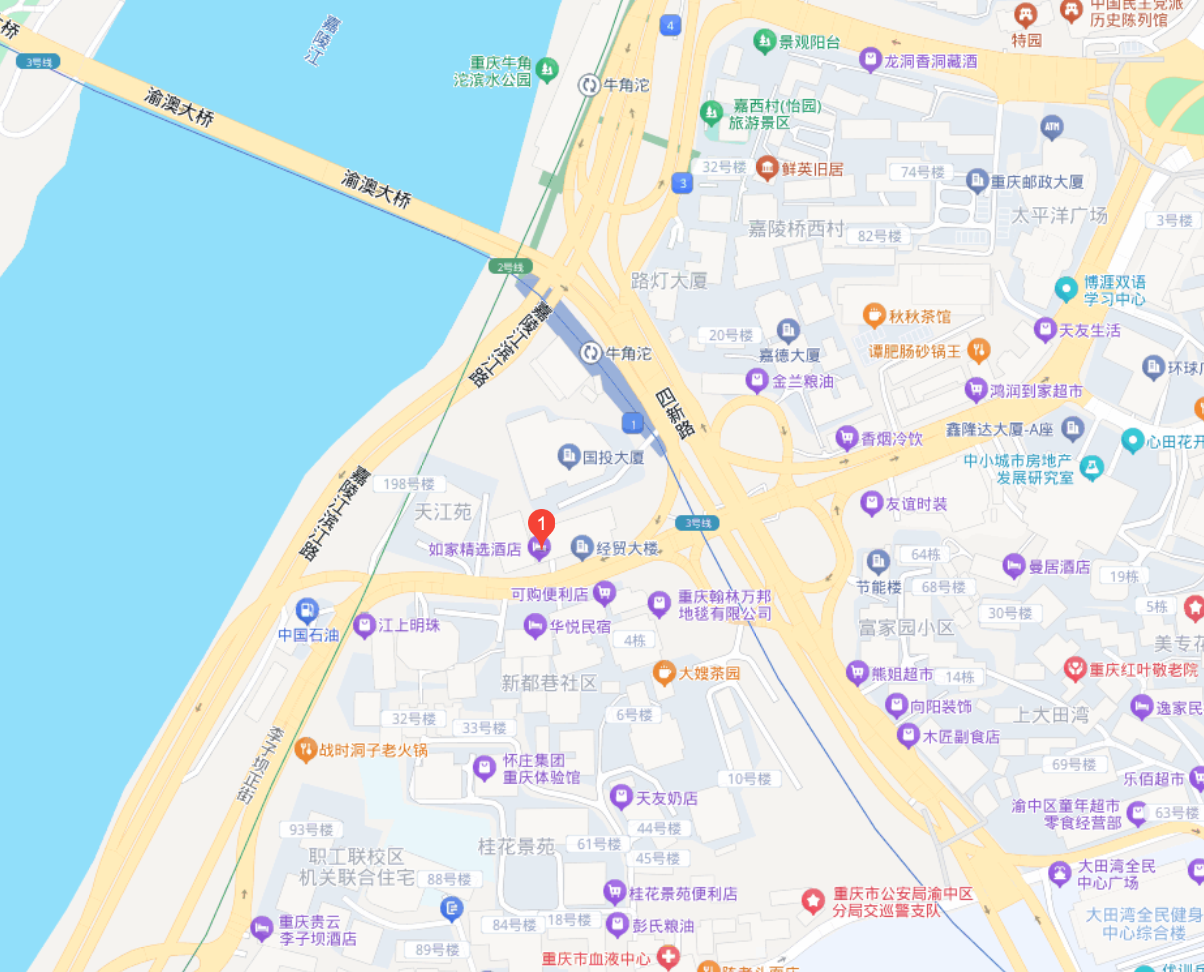 大桥
3号线
嘉陵江
渝澳大桥
渝澳大桥
4
重庆牛角
沱滨水公园
牛角沱
景观阳台
龙洞香洞藏酒
特园
中国民主党派
历史陈列馆
嘉西村(怡园)
旅游景区
ATM
32号楼
鲜英旧居
74号楼
重庆邮政大厦
3
嘉陵桥西村
82号楼
太平洋广场
3号楼
2号线
路灯大厦
博涯双语
学习中心
嘉陵江滨江路
秋秋茶馆
天友生活
20号楼
嘉德大厦
谭肥肠砂锅王
牛角沱
金兰粮油
鸿润到家超市
四新路
1
香烟冷饮
鑫隆达大厦-A座
心田花开
国投大厦
中小城市房地产
发展研究室
嘉陵江滨江路
198号楼
天江苑
友谊时装
1
3号线
如家精选酒店
经贸大楼
64栋
曼居酒店
19栋
节能楼
68号楼
可购便利店
重庆翰林万邦
地毯有限公司
30号楼
5栋
中国石油
江上明珠
华悦民宿
4栋
富家园小区
大嫂茶园
熊姐超市
14栋
重庆红叶敬老院
新都巷社区
向阳装饰
上大田湾
32号楼
33号楼
6号楼
木匠副食店
李子坝正街
战时洞子老火锅
怀庄集团
重庆体验馆
10号楼
69号楼
乐佰超市
天友奶店
渝中区童年超市
零食经营部
63号楼
93号楼
44号楼
桂花景苑
61号楼
45号楼
职工联校区
机关联合住宅
88号楼
大田湾全民
中心广场
桂花景苑便利店
重庆市公安局渝中区
分局交巡警支队
重庆贵云
李子坝酒店
84号楼
18号楼
彭氏粮油
大田湾全民健身
中心综合楼
89号楼
重庆市血液中心